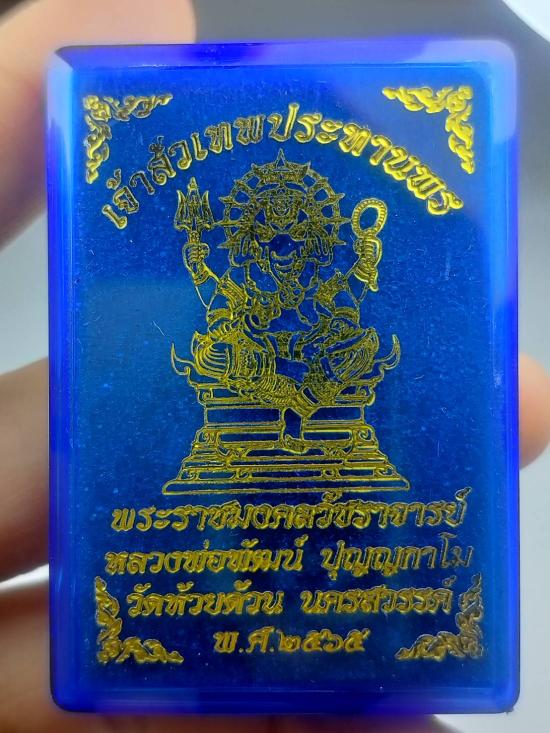 เจ้าสัวเทพประทานพร
พระราชมงคลวัชราจารย์
หลวงพ่อพัฒน์ ปุญฺญกาโม
วัดห้วยด้วน นครสวรรค์
พ.ศ.๒๕๖๕